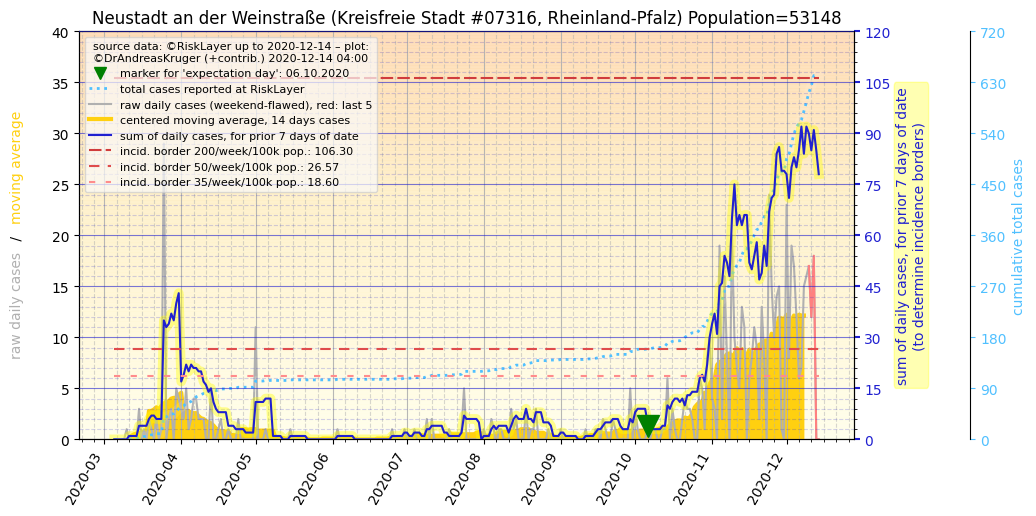 Neustadt an der Weinstraße (Kreisfreie Stadt #07316, Rheinland-Pfalz) Population=53148
source data: ©RiskLayer up to 2020-12-14 – plot:
©DrAndreasKruger (+contrib.) 2020-12-14 04:00
marker for 'expectation day': 06.10.2020
total cases reported at RiskLayer
raw daily cases (weekend-flawed), red: last 5
centered moving average, 14 days cases
sum of daily cases, for prior 7 days of date
incid. border 200/week/100k pop.: 106.30
incid. border 50/week/100k pop.: 26.57
incid. border 35/week/100k pop.: 18.60
raw daily cases / moving average
40
35
30
25
20
15
10
5
0
2020-03
2020-04
2020-05
2020-06
2020-07
2020-08
2020-09
2020-10
2020-11
2020-12
120
105
90
75
60
45
30
15
0
sum of daily cases, for prior 7 days of date
(to determine incidence borders)
720
630
540
450
360
270
180
90
0
cumulative total cases